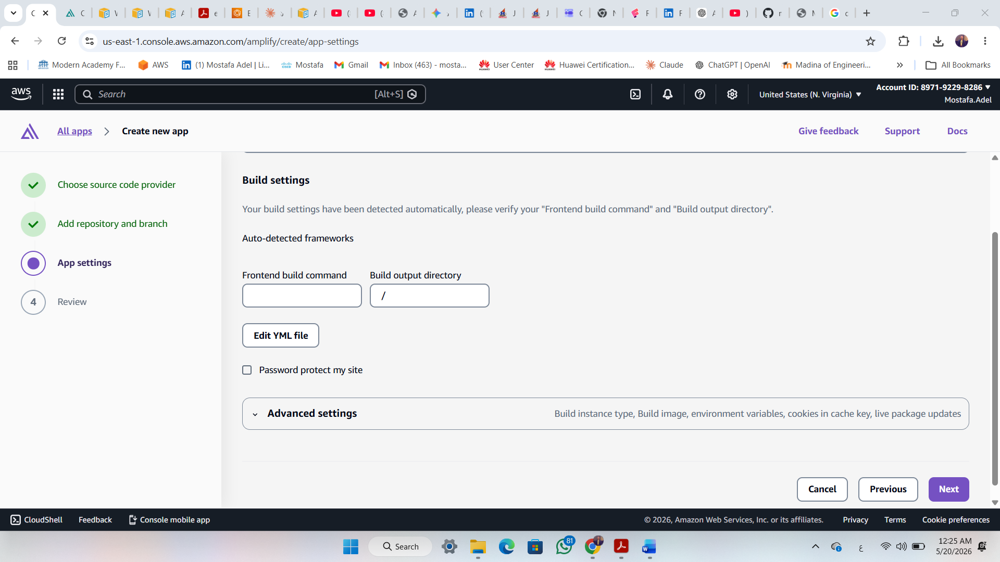 us-east-1.console.aws.amazon.com/amplify/create/app-settings
Modern Academy F...
AWS
(1) Mostafa Adel | Li...
Mostafa
Gmail
Inbox (463) - mosta...
User Center
Huawei Certification...
Claude
ChatGPT | OpenAI
Madina of Engineeri...
All Bookmarks
aws
Search
[Alt+S]
United States (N. Virginia)
Account ID: 8971-9229-8286
Mostafa.Adel
All apps
Create new app
Give feedback
Support
Docs
Choose source code provider
Add repository and branch
App settings
4
Review
Build settings
Your build settings have been detected automatically, please verify your "Frontend build command" and "Build output directory".
Auto-detected frameworks
Frontend build command
Build output directory
/
Edit YML file
Password protect my site
Advanced settings
Build instance type, Build image, environment variables, cookies in cache key, live package updates
Cancel
Previous
Next
CloudShell
Feedback
Console mobile app
© 2026, Amazon Web Services, Inc. or its affiliates.
Privacy
Terms
Cookie preferences
Search
81
ع
12:25 AM
5/20/2026